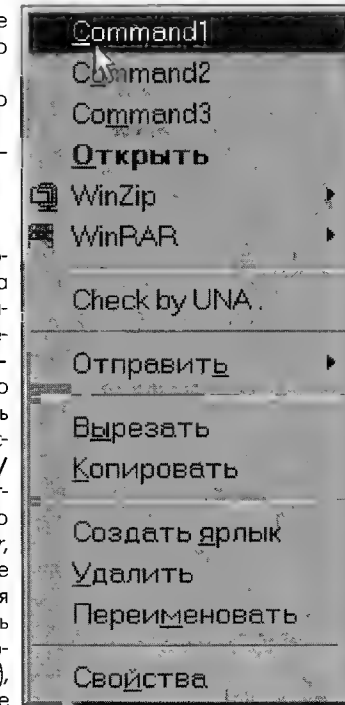 Command1
Command2
Command3
Открыть
WinZip
WinRAR
Check by UNA
Отправить
Вырезать
Копировать
Создать ярлык
Удалить
Переименовать
Свойства